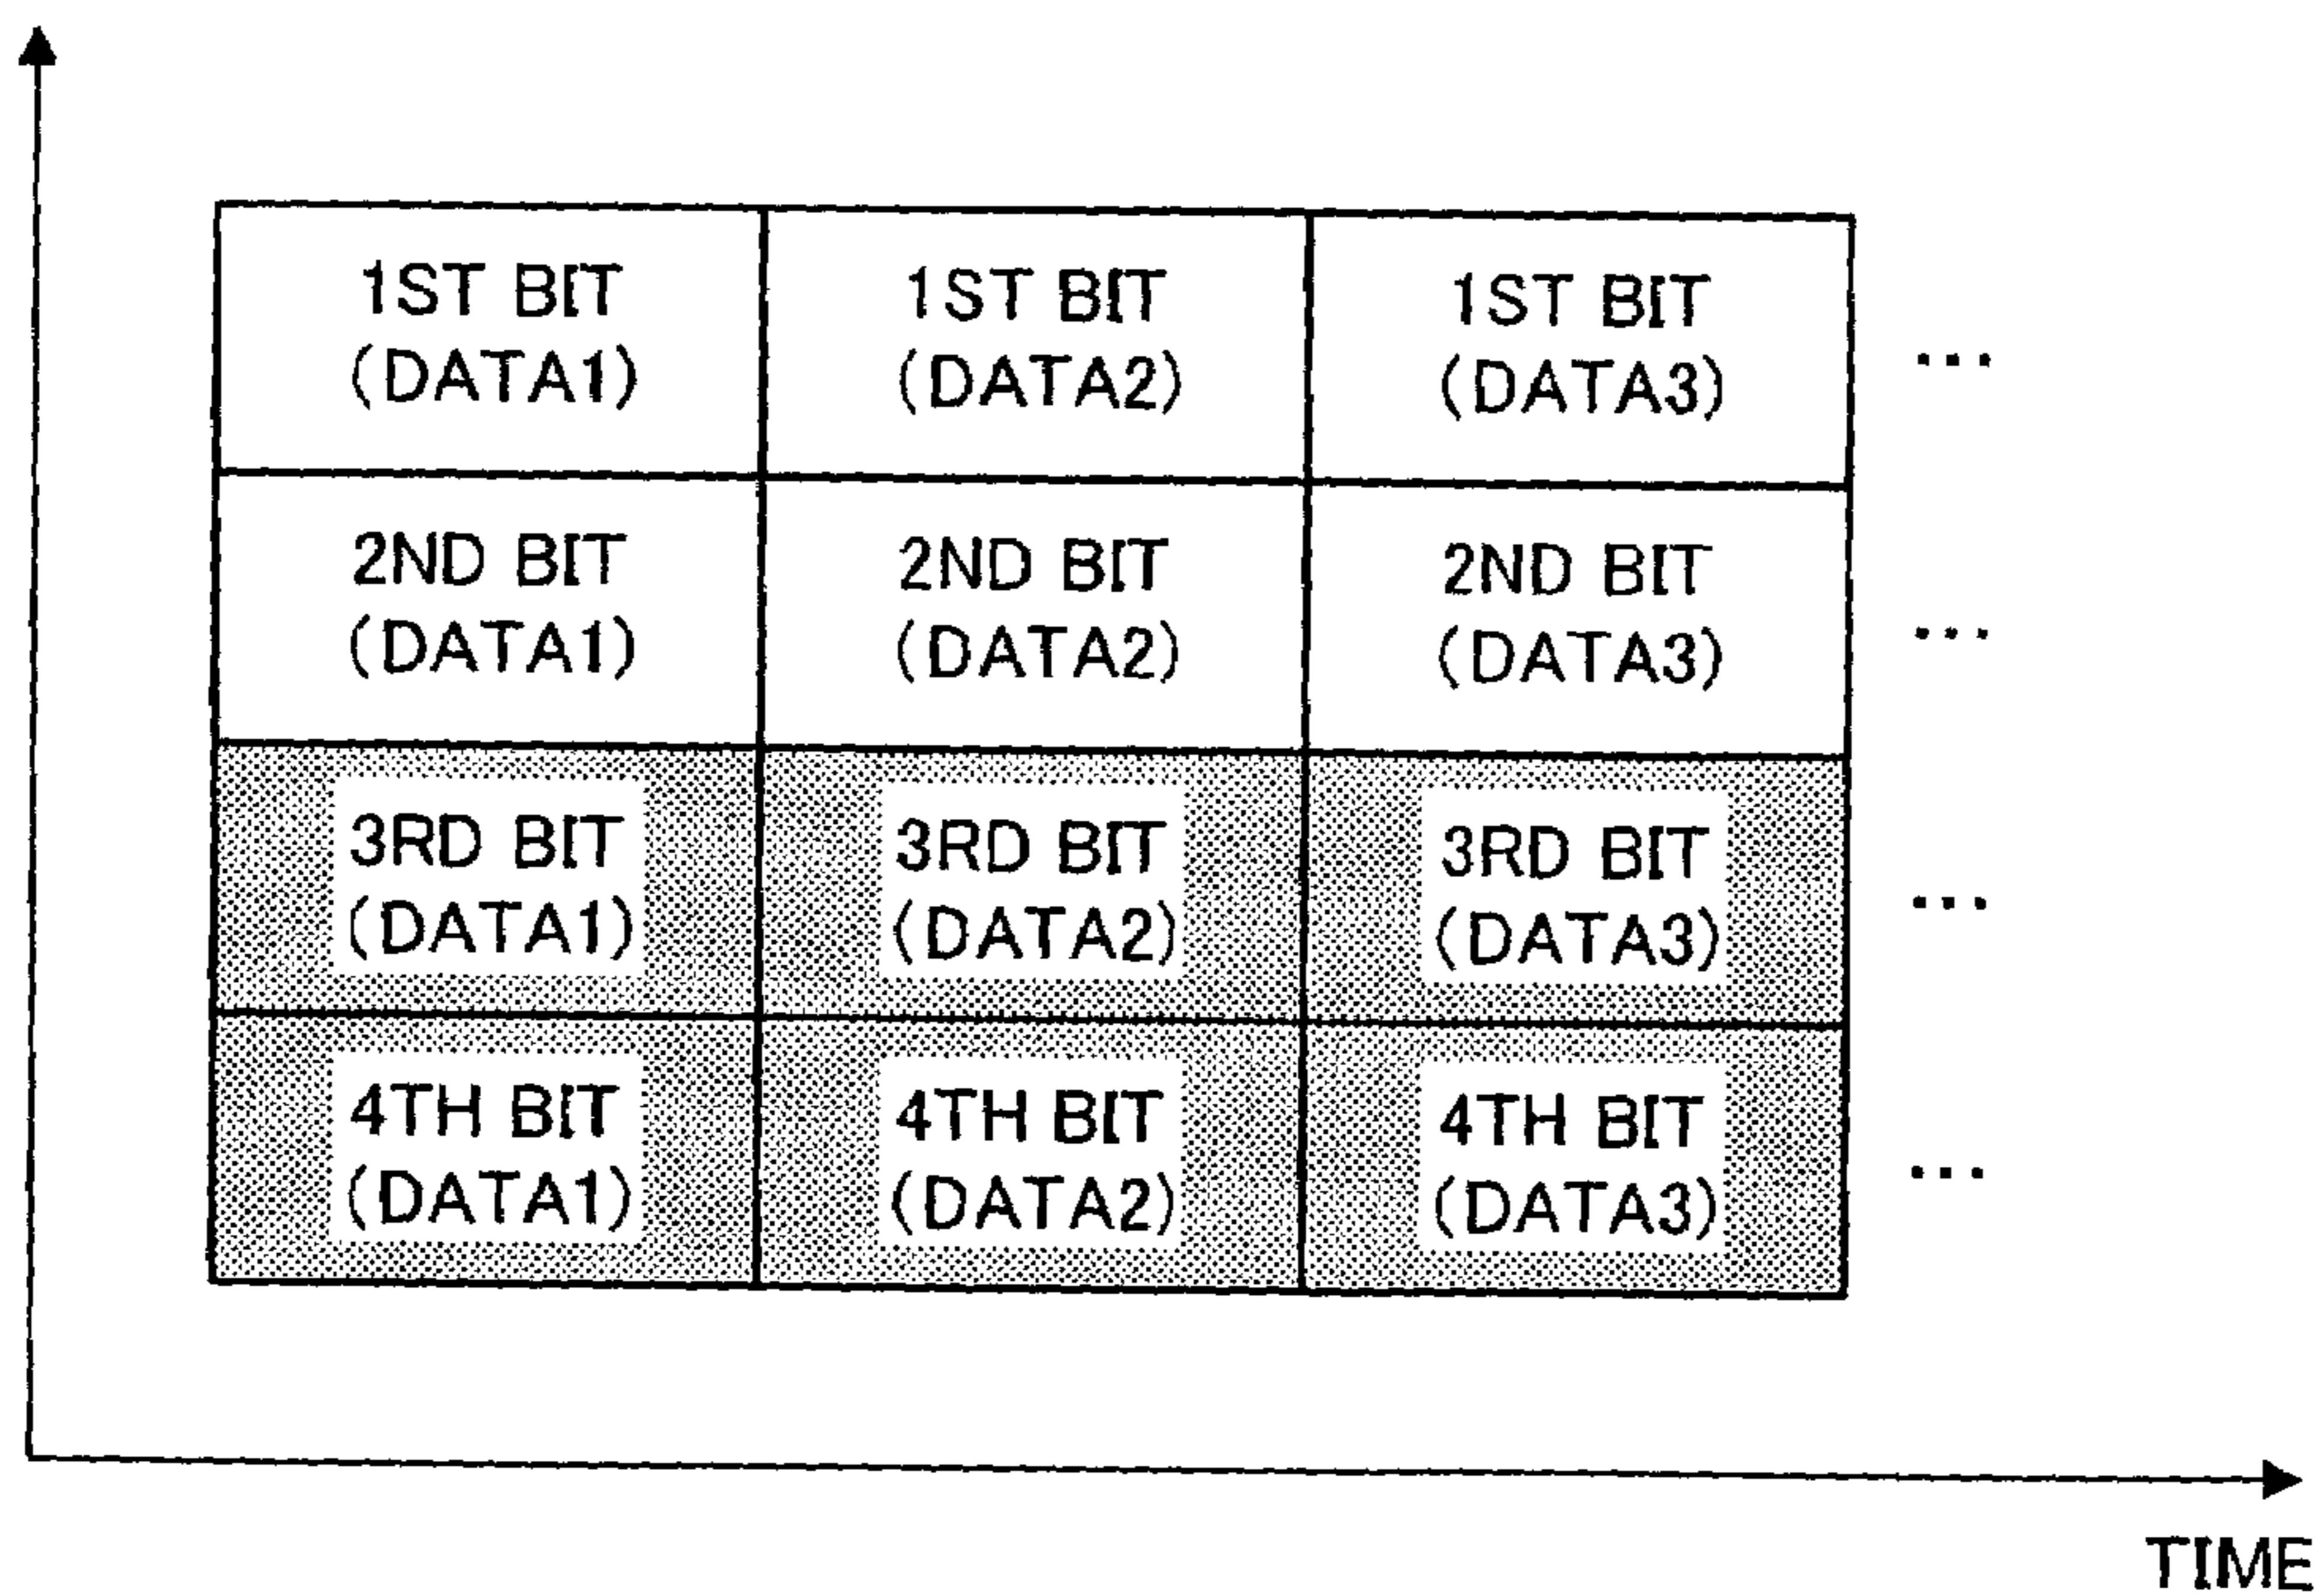 1ST BIT
(DATA1)
1ST BIT
(DATA2)
1ST BIT
(DATA3)
...
2ND BIT
(DATA1)
2ND BIT
(DATA2)
2ND BIT
(DATA3)
...
3RD BIT
(DATA1)
3RD BIT
(DATA2)
3RD BIT
(DATA3)
...
4TH BIT
(DATA1)
4TH BIT
(DATA2)
4TH BIT
(DATA3)
...
TIME